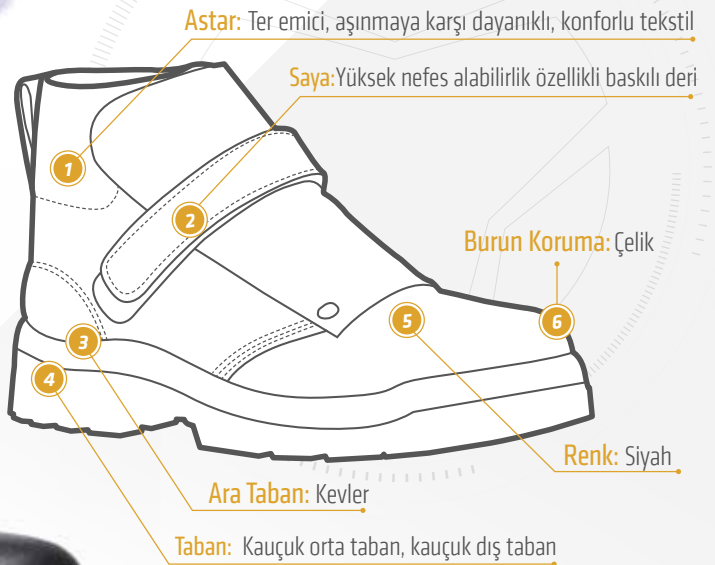 Astar: Ter emici, aşınmaya karşı dayanıklı, konforlu tekstil
Saya:Yüksek nefes alabilirlik özellikli baskılı deri
1
2
Burun Koruma: Çelik
5
6
3
4
Renk: Siyah
Ara Taban: Kevler
Taban: Kauçuk orta taban, kauçuk dış taban